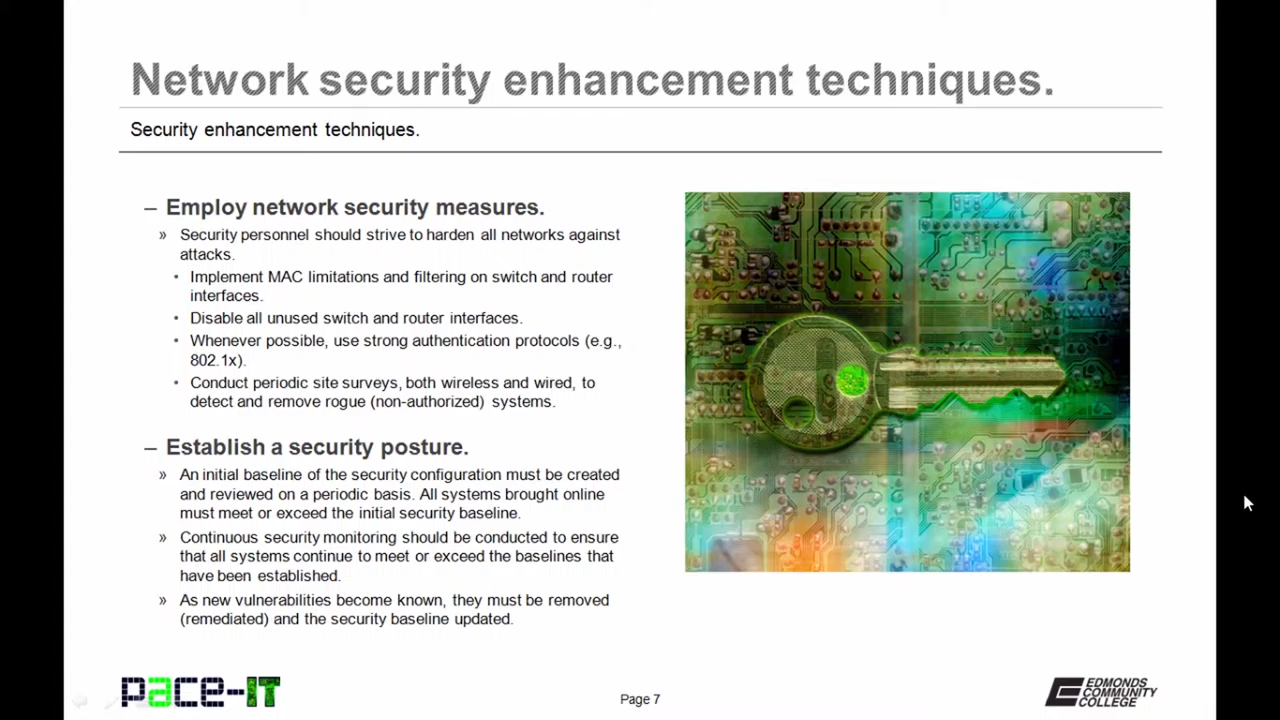 Network security enhancement techniques.
Security enhancement techniques.
– Employ network security measures.
» Security personnel should strive to harden all networks against
attacks.
• Implement MAC limitations and filtering on switch and router
interfaces.
• Disable all unused switch and router interfaces.
• Whenever possible, use strong authentication protocols (e.g.,
802.1x).
• Conduct periodic site surveys, both wireless and wired, to
detect and remove rogue (non-authorized) systems.
– Establish a security posture.
» An initial baseline of the security configuration must be created
and reviewed on a periodic basis. All systems brought online
must meet or exceed the initial security baseline.
» Continuous security monitoring should be conducted to ensure
that all systems continue to meet or exceed the baselines that
have been established.
» As new vulnerabilities become known, they must be removed
(remediated) and the security baseline updated.
pace-IT
Page 7
EDMONDS
COMMUNITY
COLLEGE